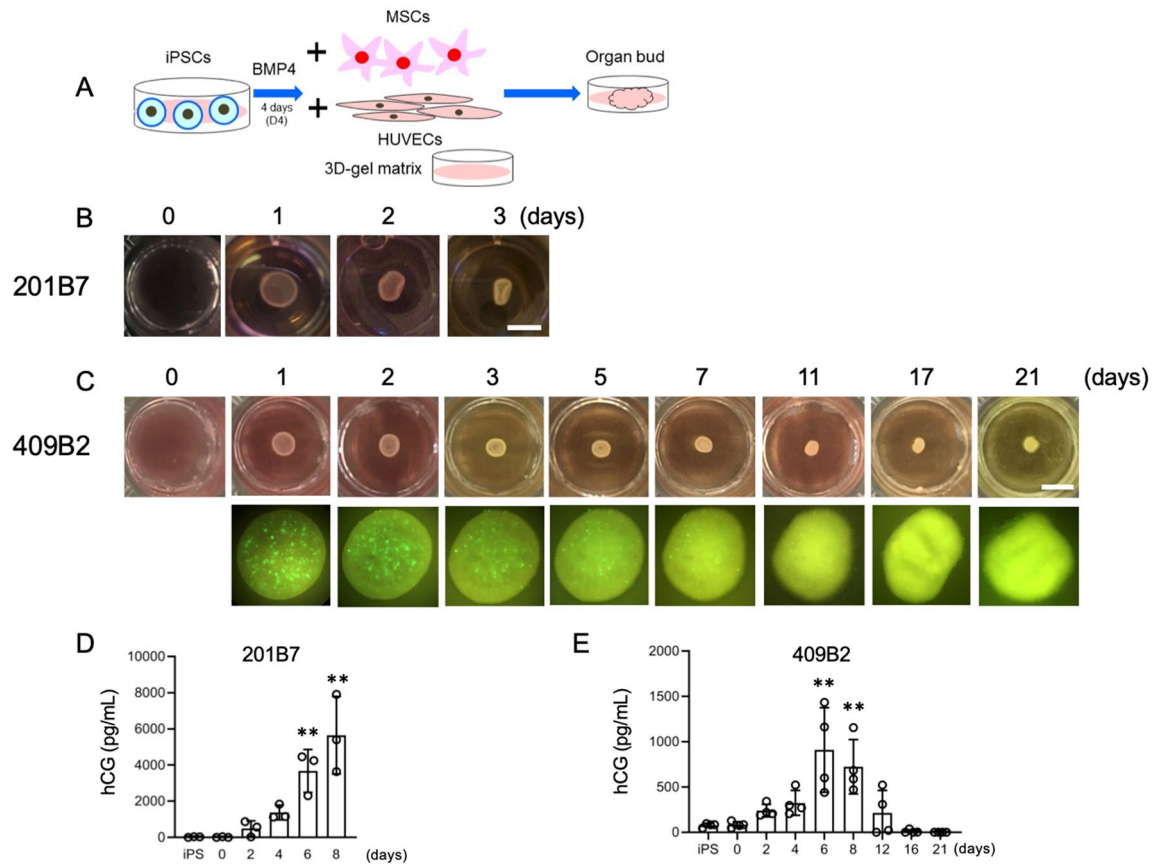 A
iPSCs
BMP4
4 days
(D4)
+
+
MSCs
HUVECs
3D-gel matrix
Organ bud
B
0 1 2 3 (days)
201B7
C
0 1 2 3 5 7 11 17 21 (days)
409B2
D
201B7
hCG (pg/mL)
10000
8000
6000
4000
2000
0
**
**
iPS 0 2 4 6 8 (days)
E
409B2
hCG (pg/mL)
2000
1500
1000
500
0
**
**
iPS 0 2 4 6 8 12 16 21 (days)